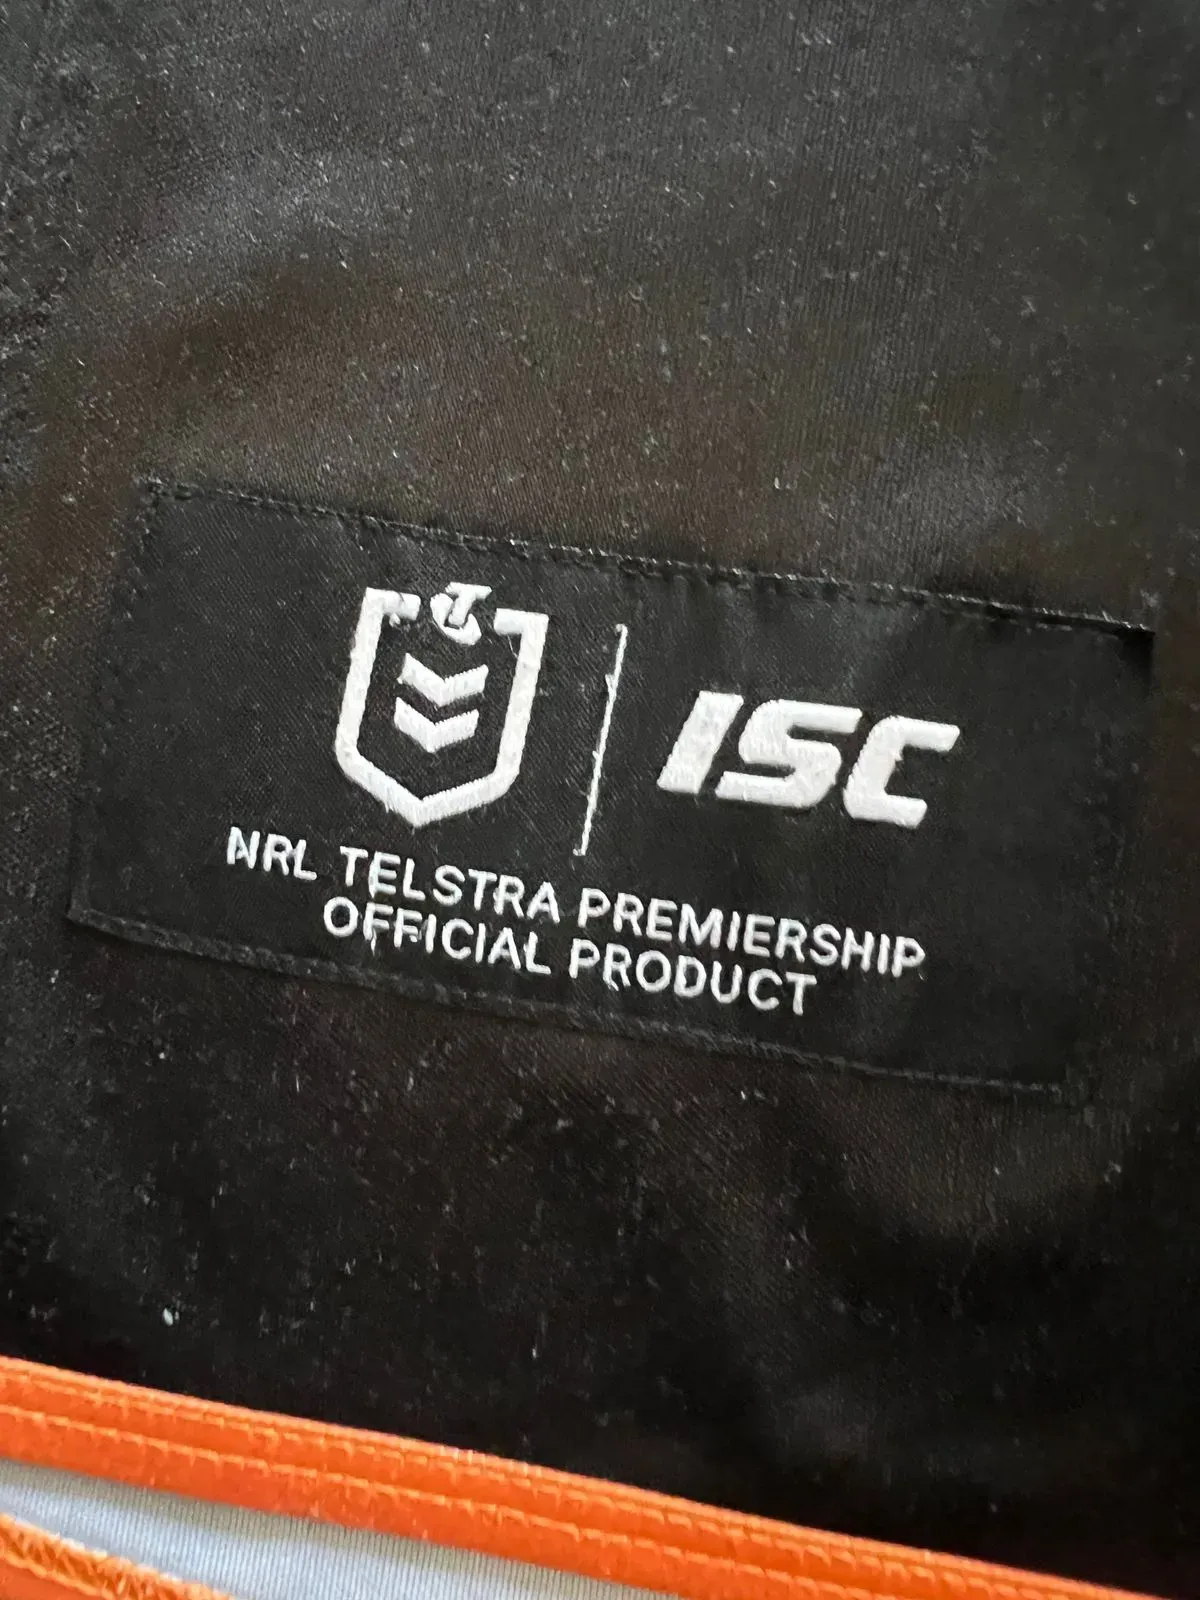 ISC
NRL TELSTRA PREMIERSHIP
OFFICIAL PRODUCT